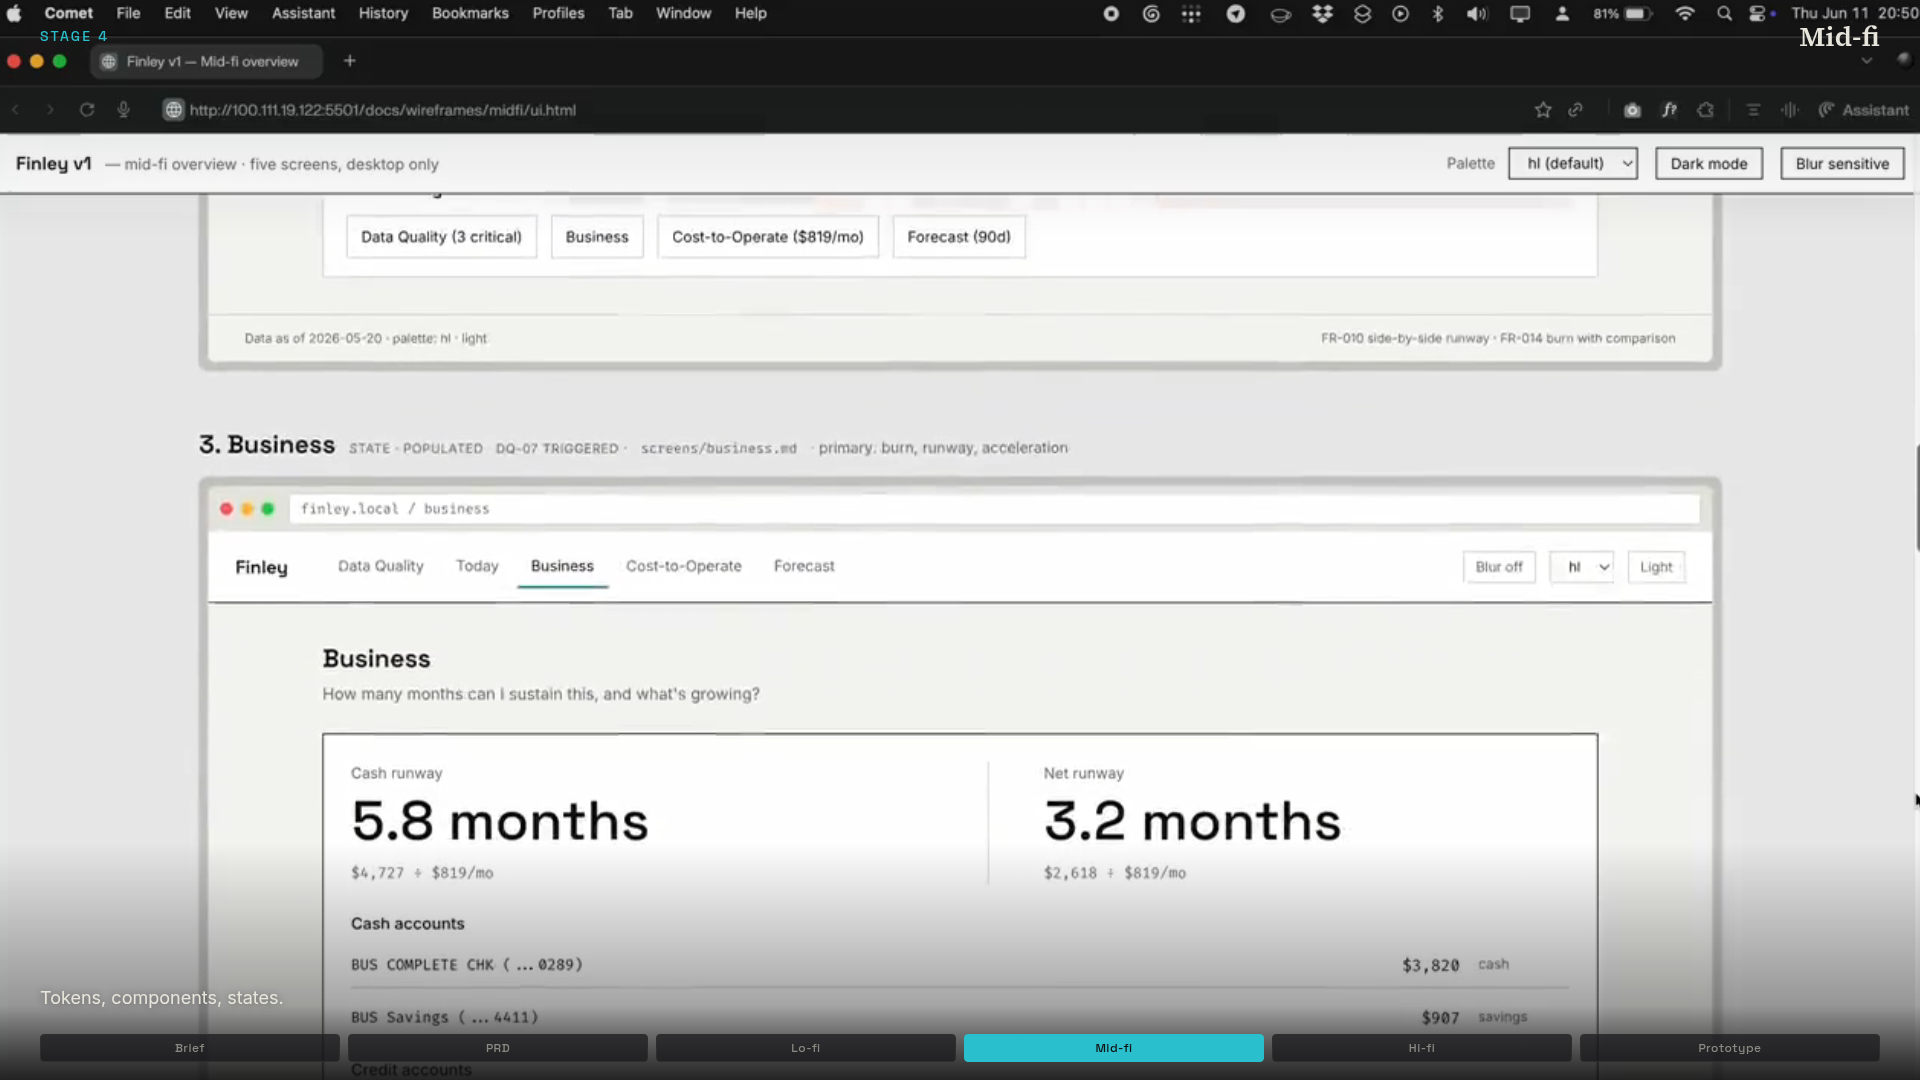 Comet File Edit View Assistant History Bookmarks Profiles Tab Window Help 81% Thu Jun 11 20:50
STAGE 4
Mid-fi
Finley v1 — Mid-fi overview
http://100.111.19.122:5501/docs/wireframes/midfi/ui.html
Assistant
Finley v1 — mid-fi overview · five screens, desktop only Palette hl (default) Dark mode Blur sensitive
Data Quality (3 critical) Business Cost-to-Operate ($819/mo) Forecast (90d)
Data as of 2026-05-20 · palette: hl · light FR-010 side-by-side runway · FR-014 burn with comparison
3. Business STATE · POPULATED DQ-07 TRIGGERED · screens/business.md · primary: burn, runway, acceleration
finley.local / business
Finley Data Quality Today Business Cost-to-Operate Forecast Blur off hl Light
Business
How many months can I sustain this, and what's growing?
Cash runway Net runway
5.8 months 3.2 months
$4,727 ÷ $819/mo $2,618 ÷ $819/mo
Cash accounts
BUS COMPLETE CHK (...0289) $3,820 cash
Tokens, components, states.
BUS Savings (...4411) $907 savings
Brief PRD Lo-fi Mid-fi Hi-fi Prototype
Credit accounts